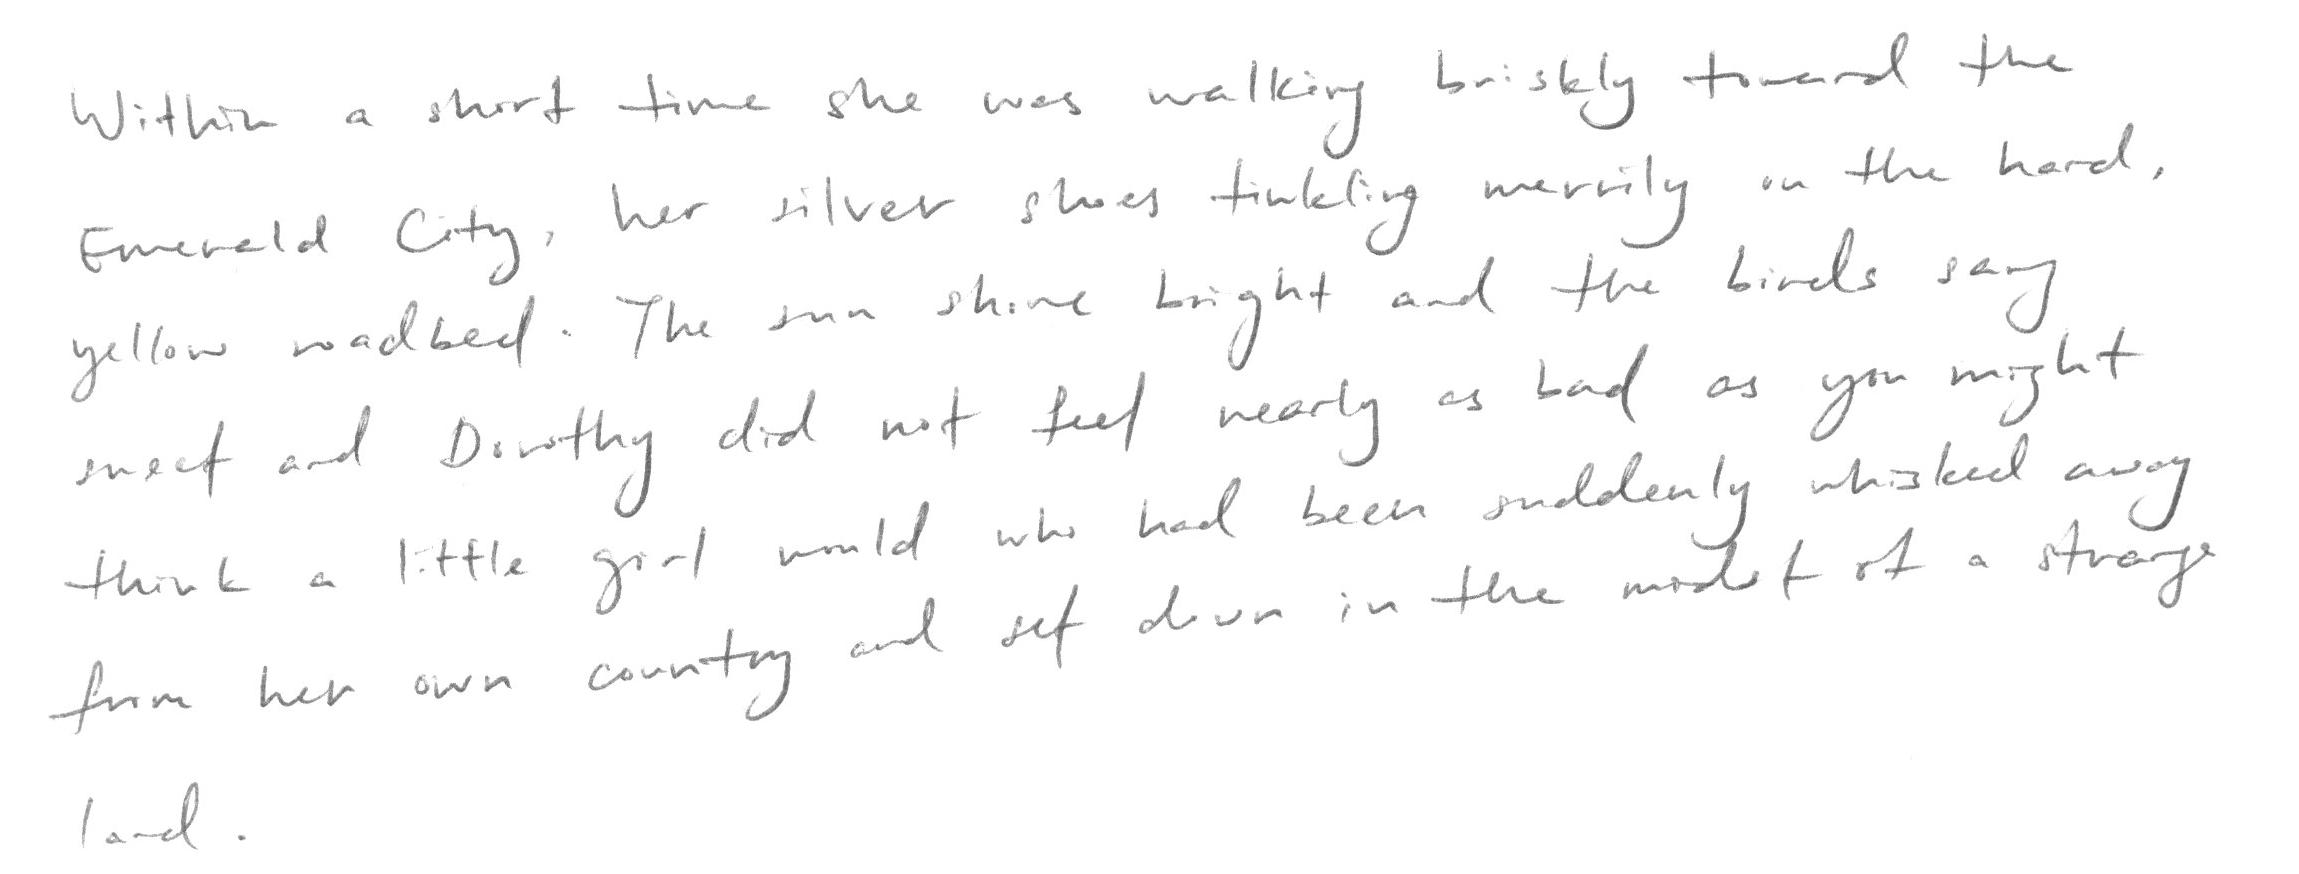 Within a short time she was walking briskly toward the
Emerald City, her silver shoes tinkling merrily on the hard,
yellow roadbed. The sun shine bright and the birds sang
sweet and Dorothy did not feel nearly as bad as you might
think a little girl would who had been suddenly whisked away
from her own country and set down in the midst of a strange
land.